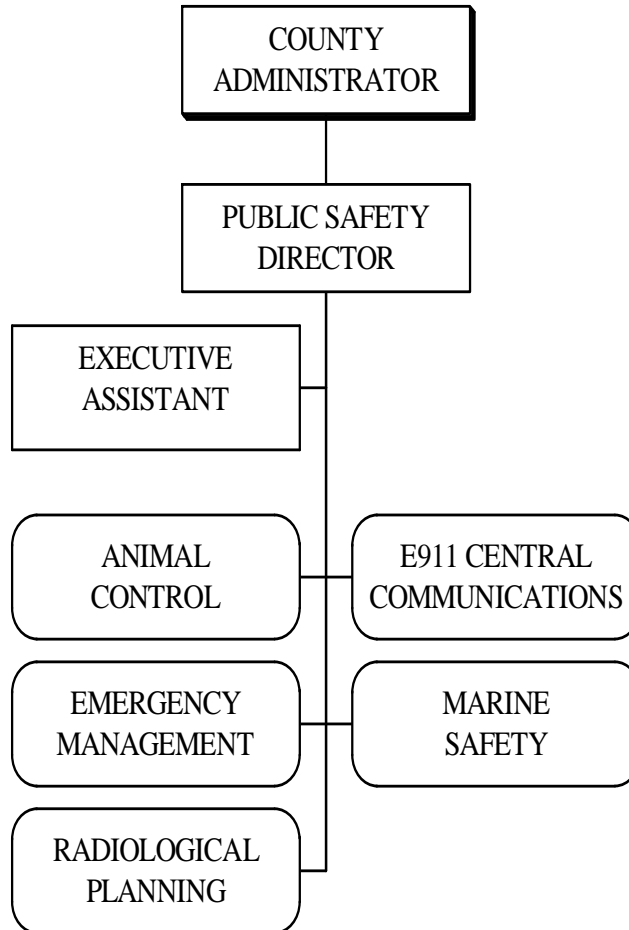 COUNTY
ADMINISTRATOR
PUBLIC SAFETY
DIRECTOR
EXECUTIVE
ASSISTANT
ANIMAL
CONTROL
E911 CENTRAL
COMMUNICATIONS
EMERGENCY
MANAGEMENT
MARINE
SAFETY
RADIOLOGICAL
PLANNING